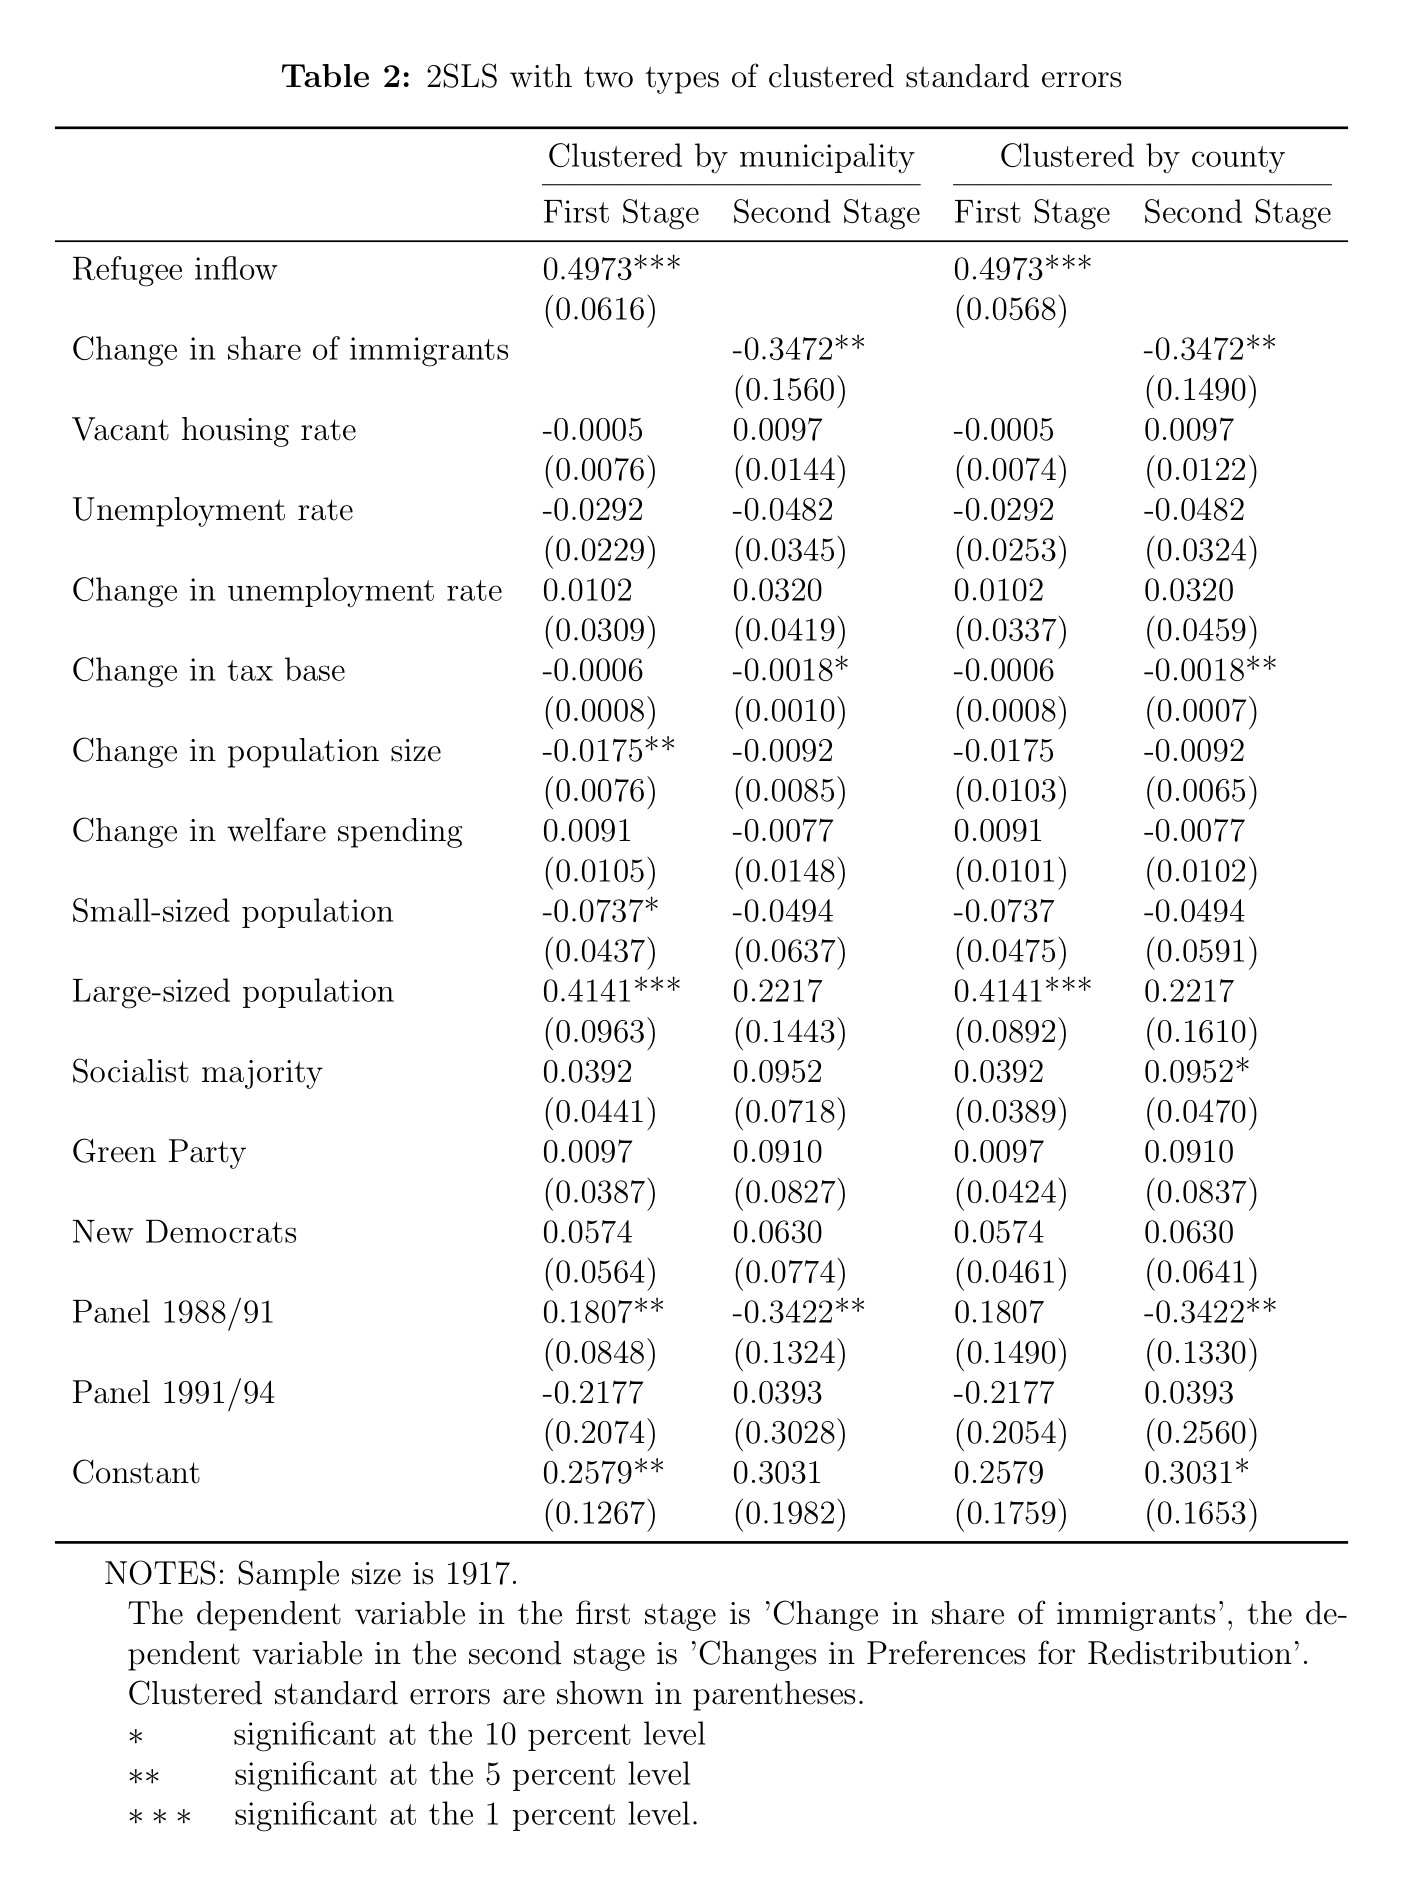 Table 2: 2SLS with two types of clustered standard errors
Clustered by municipality Clustered by county
First Stage Second Stage First Stage Second Stage
Refugee inflow 0.4973*** 0.4973***
(0.0616) (0.0568)
Change in share of immigrants -0.3472** -0.3472**
(0.1560) (0.1490)
Vacant housing rate -0.0005 0.0097 -0.0005 0.0097
(0.0076) (0.0144) (0.0074) (0.0122)
Unemployment rate -0.0292 -0.0482 -0.0292 -0.0482
(0.0229) (0.0345) (0.0253) (0.0324)
Change in unemployment rate 0.0102 0.0320 0.0102 0.0320
(0.0309) (0.0419) (0.0337) (0.0459)
Change in tax base -0.0006 -0.0018* -0.0006 -0.0018**
(0.0008) (0.0010) (0.0008) (0.0007)
Change in population size -0.0175** -0.0092 -0.0175 -0.0092
(0.0076) (0.0085) (0.0103) (0.0065)
Change in welfare spending 0.0091 -0.0077 0.0091 -0.0077
(0.0105) (0.0148) (0.0101) (0.0102)
Small-sized population -0.0737* -0.0494 -0.0737 -0.0494
(0.0437) (0.0637) (0.0475) (0.0591)
Large-sized population 0.4141*** 0.2217 0.4141*** 0.2217
(0.0963) (0.1443) (0.0892) (0.1610)
Socialist majority 0.0392 0.0952 0.0392 0.0952*
(0.0441) (0.0718) (0.0389) (0.0470)
Green Party 0.0097 0.0910 0.0097 0.0910
(0.0387) (0.0827) (0.0424) (0.0837)
New Democrats 0.0574 0.0630 0.0574 0.0630
(0.0564) (0.0774) (0.0461) (0.0641)
Panel 1988/91 0.1807** -0.3422** 0.1807 -0.3422**
(0.0848) (0.1324) (0.1490) (0.1330)
Panel 1991/94 -0.2177 0.0393 -0.2177 0.0393
(0.2074) (0.3028) (0.2054) (0.2560)
Constant 0.2579** 0.3031 0.2579 0.3031*
(0.1267) (0.1982) (0.1759) (0.1653)
NOTES: Sample size is 1917.
The dependent variable in the first stage is 'Change in share of immigrants', the de-
pendent variable in the second stage is 'Changes in Preferences for Redistribution'.
Clustered standard errors are shown in parentheses.
* significant at the 10 percent level
** significant at the 5 percent level
* * * significant at the 1 percent level.